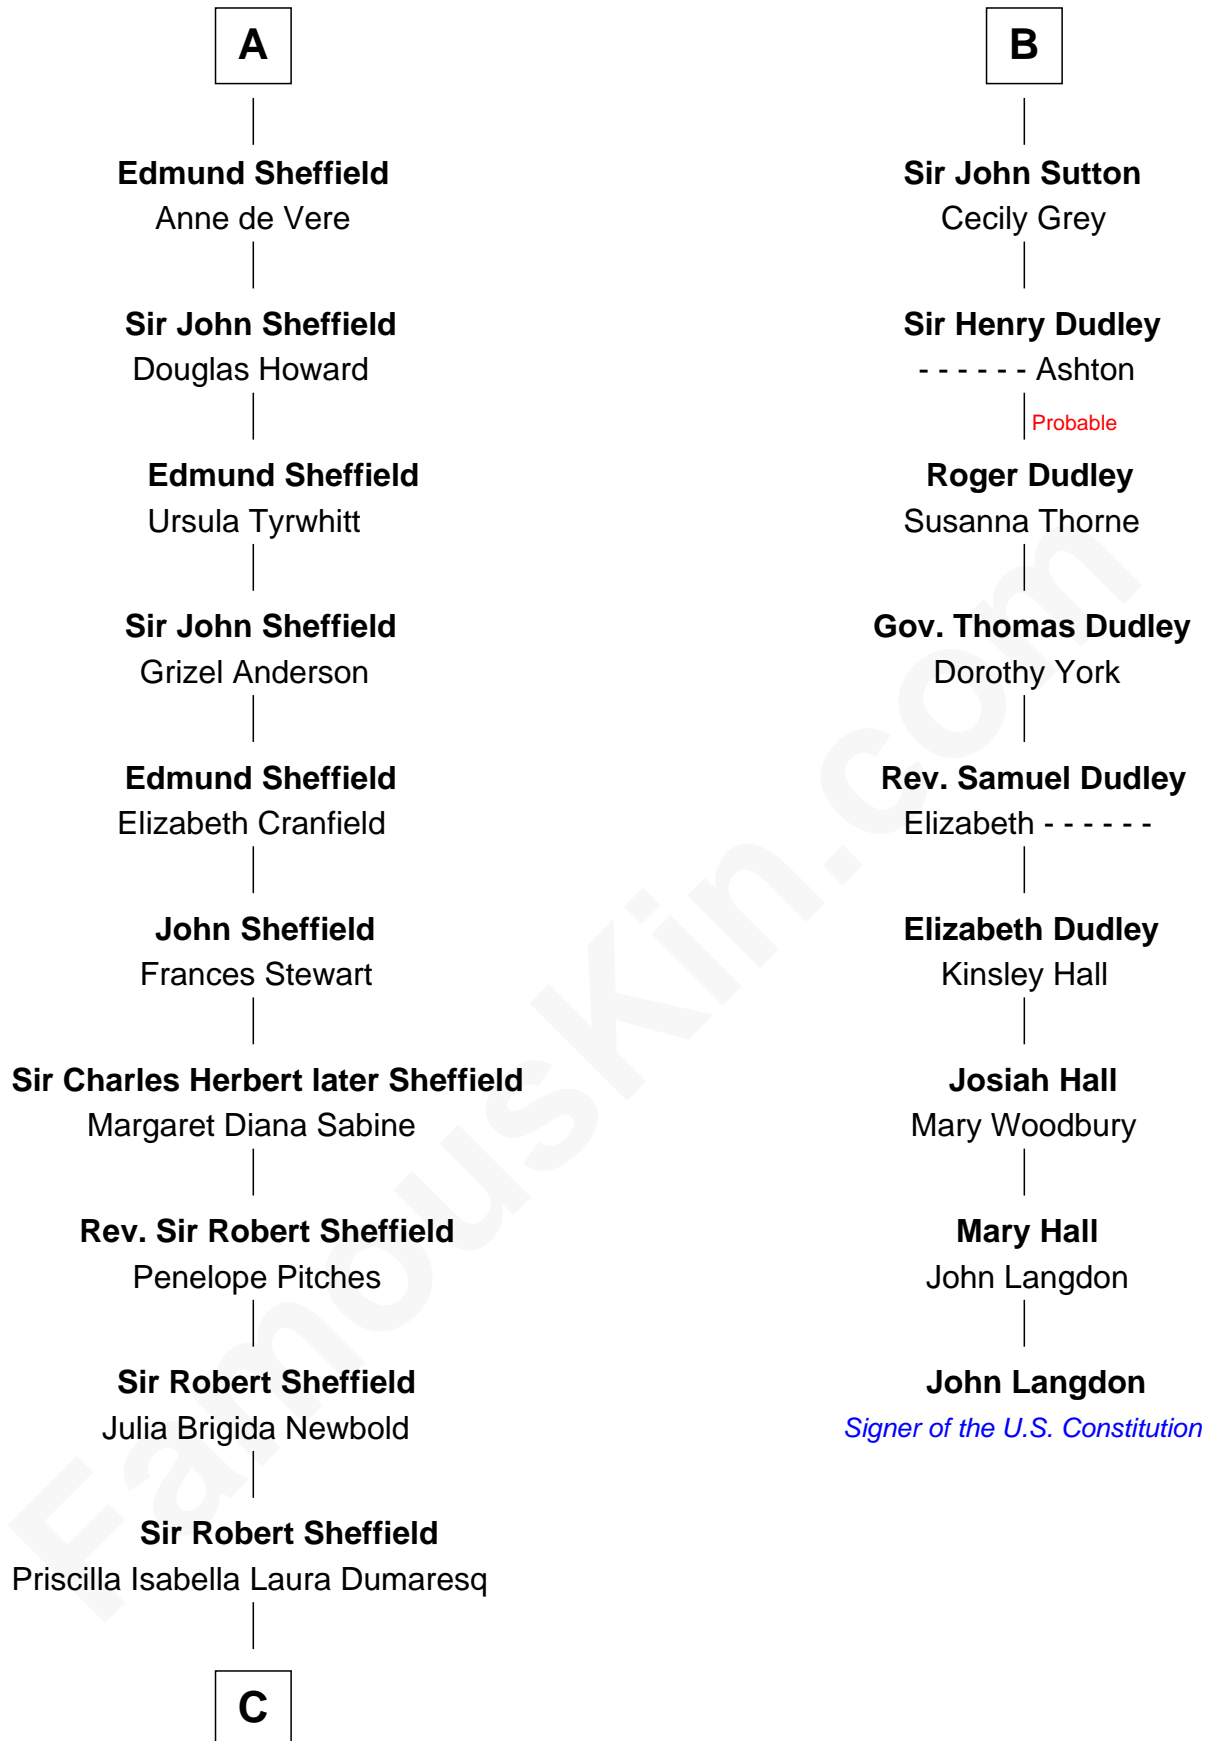 A
Edmund Sheffield
Anne de Vere
Sir John Sheffield
Douglas Howard
Edmund Sheffield
Ursula Tyrwhitt
Sir John Sheffield
Grizel Anderson
Edmund Sheffield
Elizabeth Cranfield
John Sheffield
Frances Stewart
Sir Charles Herbert later Sheffield
Margaret Diana Sabine
Rev. Sir Robert Sheffield
Penelope Pitches
Sir Robert Sheffield
Julia Brigida Newbold
Sir Robert Sheffield
Priscilla Isabella Laura Dumaresq
C
B
Sir John Sutton
Cecily Grey
Sir Henry Dudley
- - - - - - Ashton
Probable
Roger Dudley
Susanna Thorne
Gov. Thomas Dudley
Dorothy York
Rev. Samuel Dudley
Elizabeth - - - - - -
Elizabeth Dudley
Kinsley Hall
Josiah Hall
Mary Woodbury
Mary Hall
John Langdon
John Langdon
Signer of the U.S. Constitution
FamousKin.com